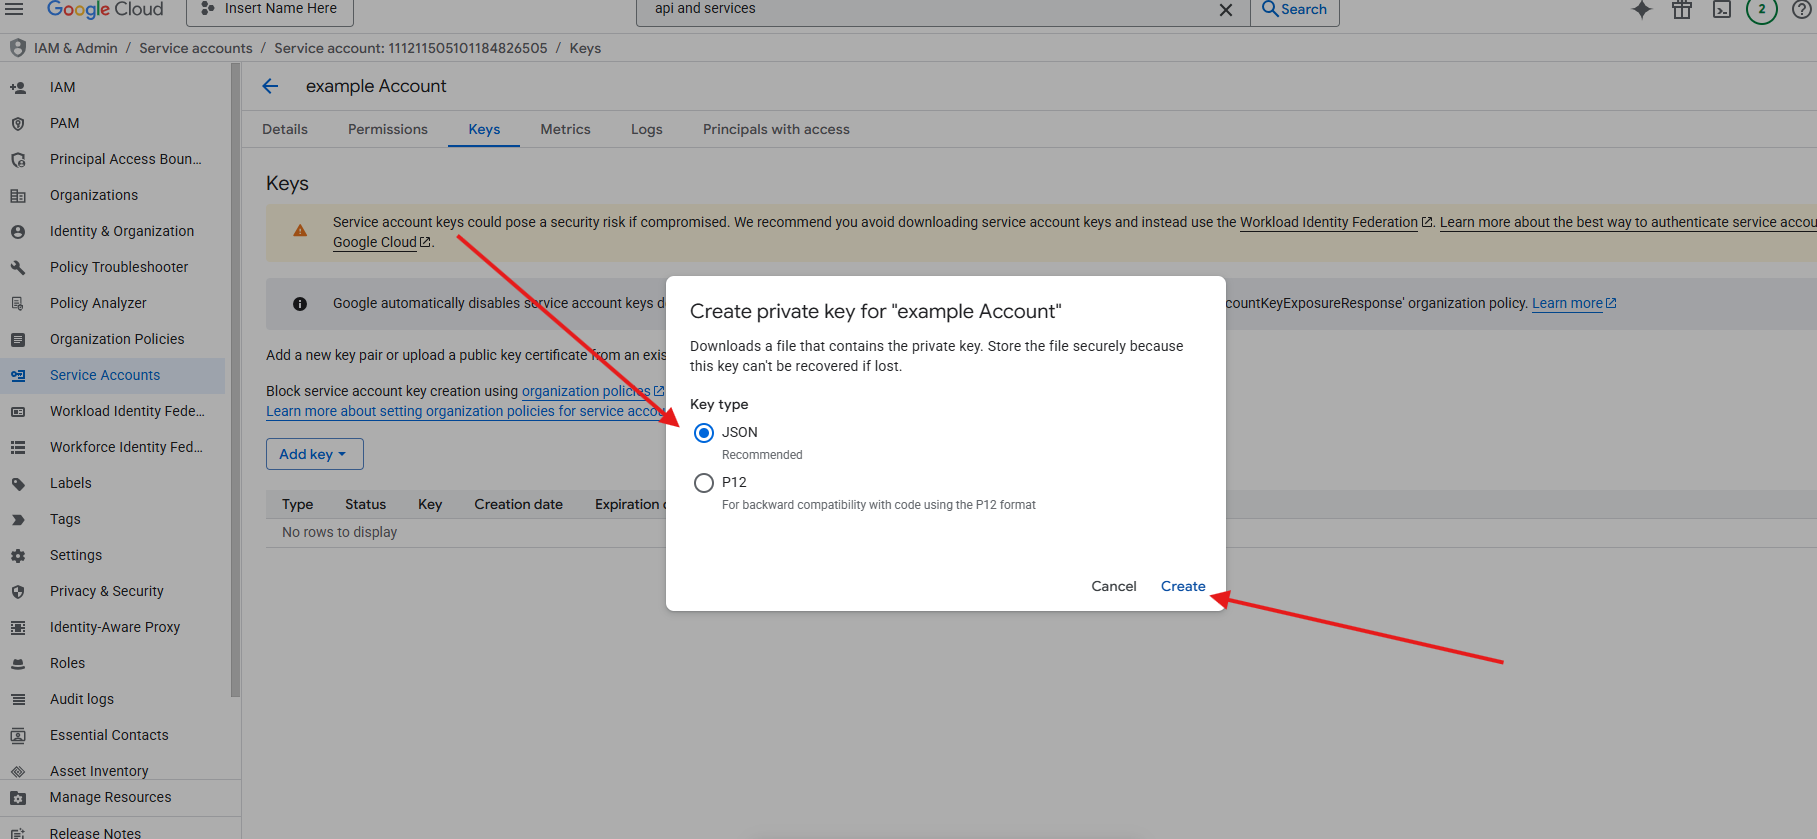 Google Cloud
Insert Name Here
api and services
Search
2
IAM & Admin / Service accounts / Service account: 111211505101184826505 / Keys
IAM
PAM
Principal Access Boun...
Organizations
Identity & Organization
Policy Troubleshooter
Policy Analyzer
Organization Policies
Service Accounts
Workload Identity Fede...
Workforce Identity Fed...
Labels
Tags
Settings
Privacy & Security
Identity-Aware Proxy
Roles
Audit logs
Essential Contacts
Asset Inventory
Manage Resources
Release Notes
example Account
Details Permissions Keys Metrics Logs Principals with access
Keys
Service account keys could pose a security risk if compromised. We recommend you avoid downloading service account keys and instead use the Workload Identity Federation . Learn more about the best way to authenticate service accou
Google Cloud .
Google automatically disables service account keys d
countKeyExposureResponse' organization policy. Learn more
Add a new key pair or upload a public key certificate from an exis
Block service account key creation using organization policies
Learn more about setting organization policies for service accou
Add key
Type Status Key Creation date Expiration
No rows to display
Create private key for "example Account"
Downloads a file that contains the private key. Store the file securely because
this key can't be recovered if lost.
Key type
JSON
Recommended
P12
For backward compatibility with code using the P12 format
Cancel Create